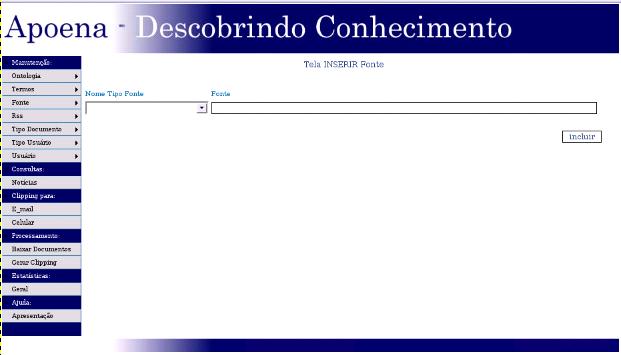 Apoena - Descobrindo Conhecimento
Manutenção:
Ontologia
Termos
Fonte
Rss
Tipo Documento
Tipo Usuário
Usuário
Consultas:
Notícias
Clipping para:
E_mail
Celular
Processamento:
Baixar Documentos
Gerar Clipping
Estatísticas:
Geral
Ajuda:
Apresentação
Tela INSERIR Fonte
Nome Tipo Fonte Fonte
incluir